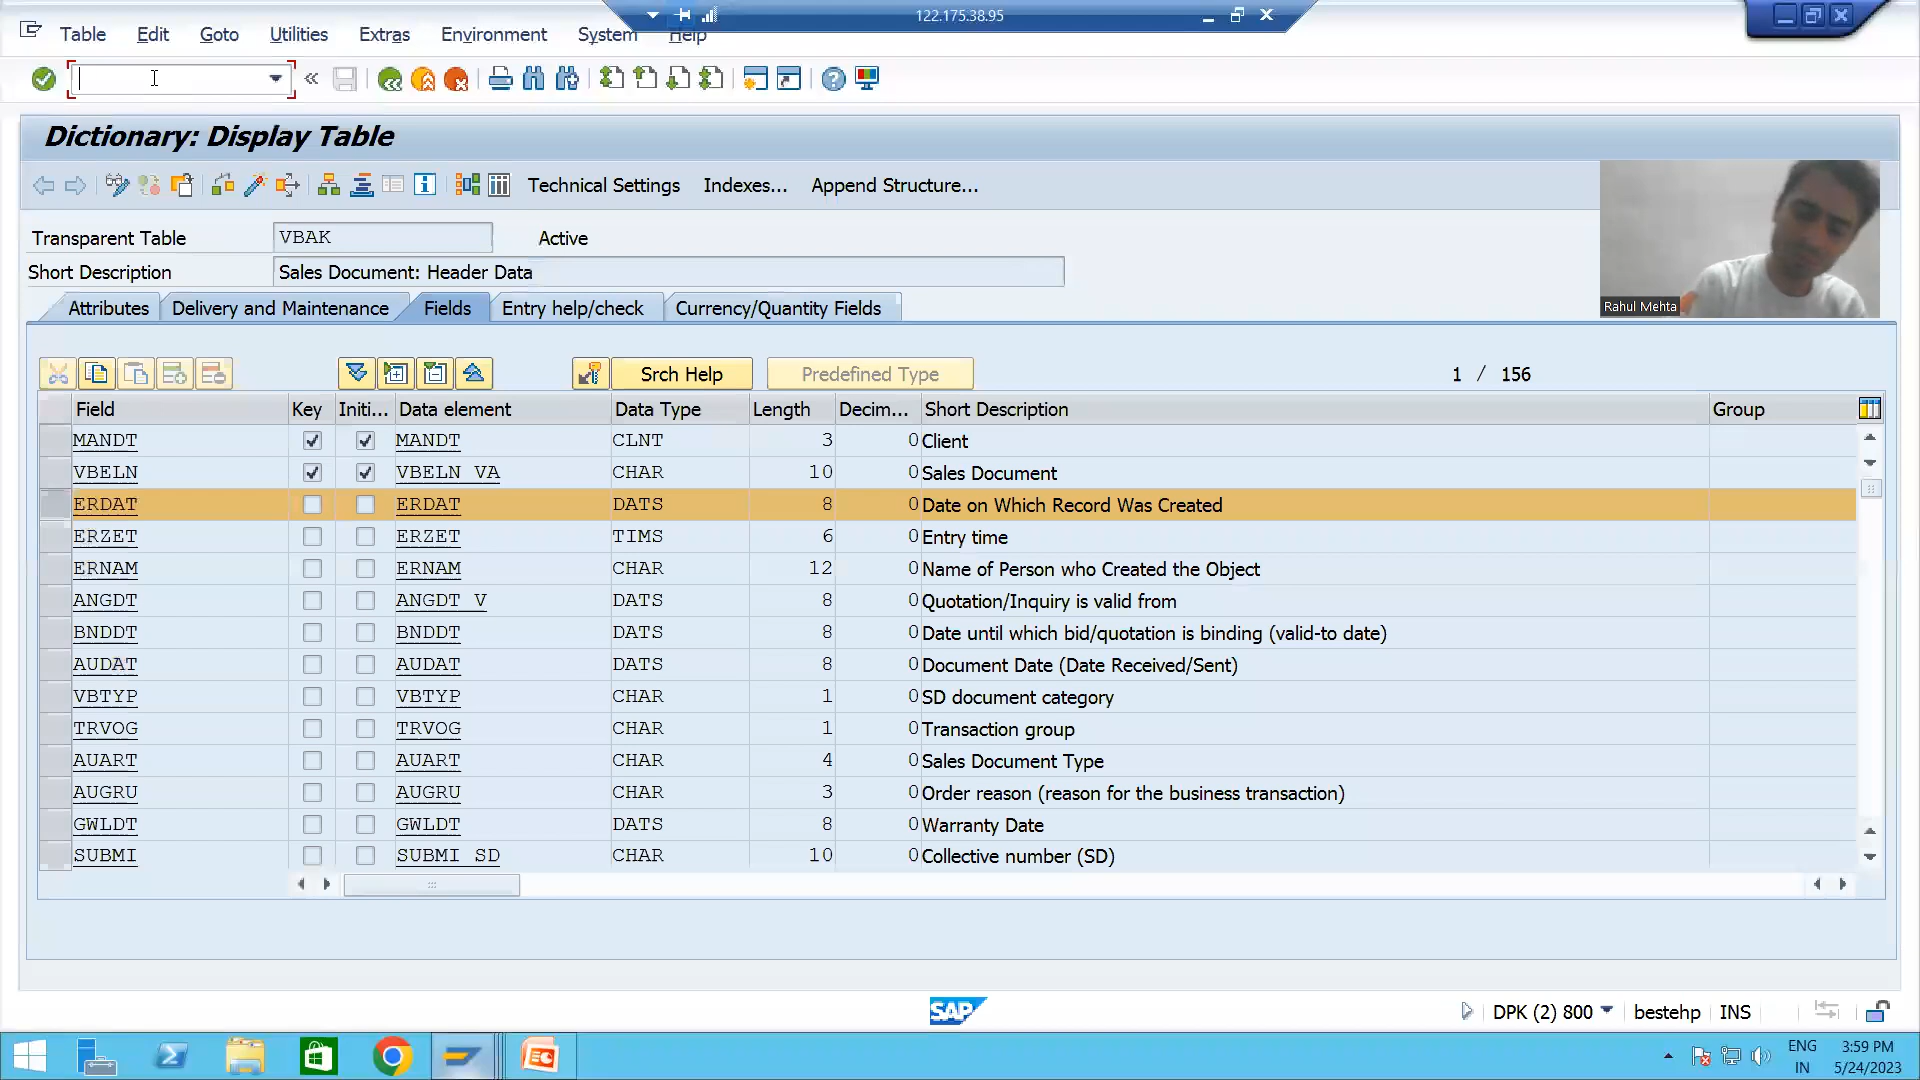 122.175.38.95
Table Edit Goto Utilities Extras Environment System Help
Dictionary: Display Table
Technical Settings Indexes... Append Structure...
Transparent Table VBAK Active
Short Description Sales Document: Header Data
Attributes Delivery and Maintenance Fields Entry help/check Currency/Quantity Fields
Rahul Mehta
Srch Help Predefined Type 1 / 156
Field Key Initi... Data element Data Type Length Decim... Short Description Group
MANDT MANDT CLNT 3 0 Client
VBELN VBELN_VA CHAR 10 0 Sales Document
ERDAT ERDAT DATS 8 0 Date on Which Record Was Created
ERZET ERZET TIMS 6 0 Entry time
ERNAM ERNAM CHAR 12 0 Name of Person who Created the Object
ANGDT ANGDT_V DATS 8 0 Quotation/Inquiry is valid from
BNDDT BNDDT DATS 8 0 Date until which bid/quotation is binding (valid-to date)
AUDAT AUDAT DATS 8 0 Document Date (Date Received/Sent)
VBTYP VBTYP CHAR 1 0 SD document category
TRVOG TRVOG CHAR 1 0 Transaction group
AUART AUART CHAR 4 0 Sales Document Type
AUGRU AUGRU CHAR 3 0 Order reason (reason for the business transaction)
GWLDT GWLDT DATS 8 0 Warranty Date
SUBMI SUBMI_SD CHAR 10 0 Collective number (SD)
SAP DPK (2) 800 bestehp INS
ENG 3:59 PM
IN 5/24/2023